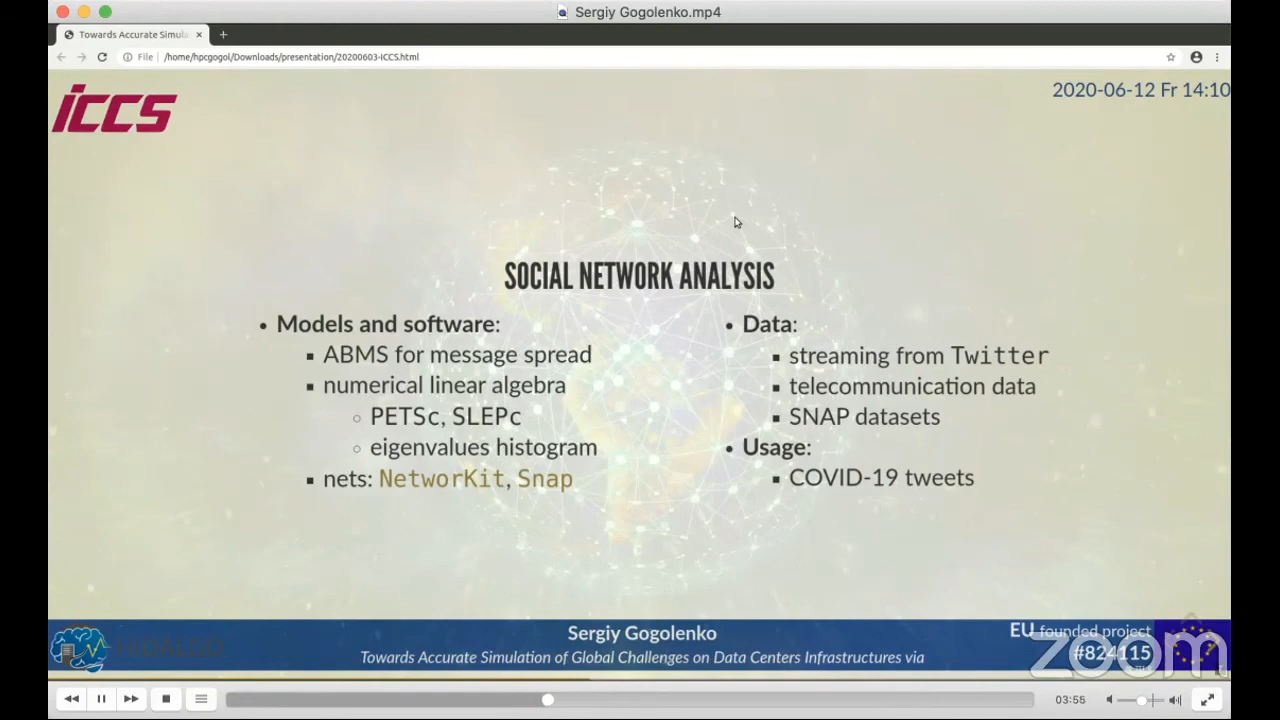 Sergiy Gogolenko.mp4
Towards Accurate Simula
File /home/hpcgogol/Downloads/presentation/20200603-ICCS.html
iccs
2020-06-12 Fr 14:10
SOCIAL NETWORK ANALYSIS
• Models and software:
▪ ABMS for message spread
▪ numerical linear algebra
○ PETSc, SLEPc
○ eigenvalues histogram
▪ nets: NetworKit, Snap
• Data:
▪ streaming from Twitter
▪ telecommunication data
▪ SNAP datasets
• Usage:
▪ COVID-19 tweets
HIDALGO
Sergiy Gogolenko
Towards Accurate Simulation of Global Challenges on Data Centers Infrastructures via
EU founded project
#824115
zoom
03:55